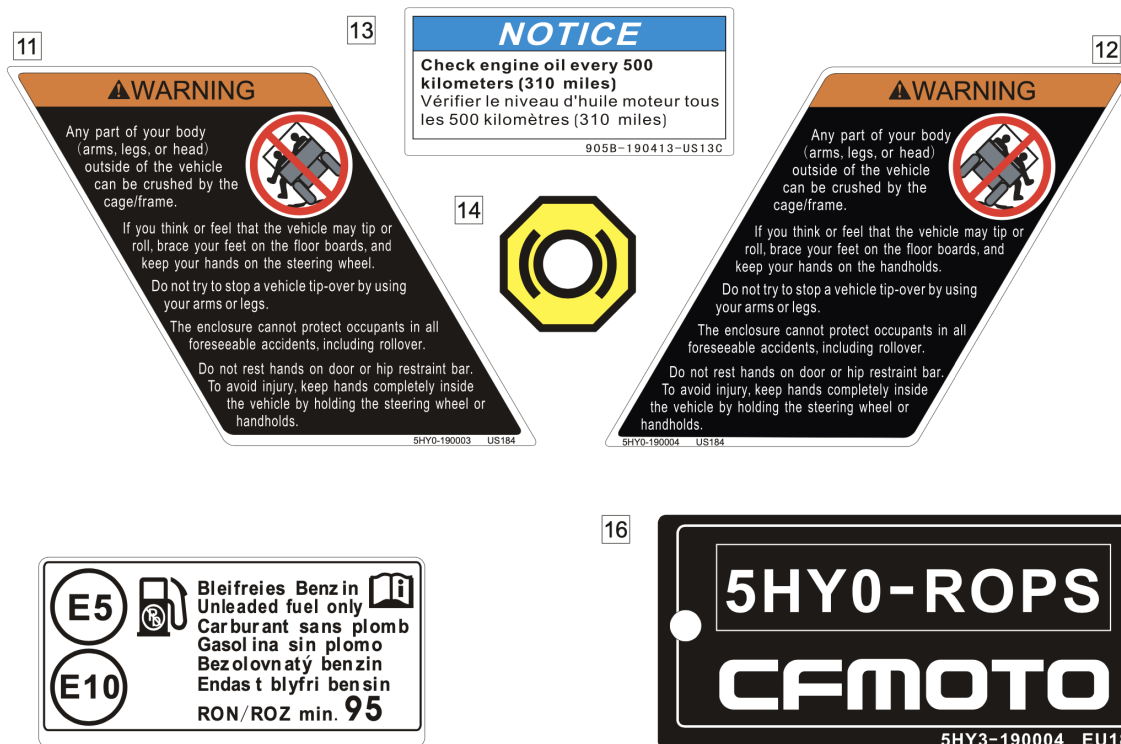 11
⚠WARNING
Any part of your body
(arms, legs, or head)
outside of the vehicle
can be crushed by the
cage/frame.
If you think or feel that the vehicle may tip or
roll, brace your feet on the floor boards, and
keep your hands on the steering wheel.
Do not try to stop a vehicle tip-over by using
your arms or legs.
The enclosure cannot protect occupants in all
foreseeable accidents, including rollover.
Do not rest hands on door or hip restraint bar.
To avoid injury, keep hands completely inside
the vehicle by holding the steering wheel or
handholds.
5HY0-190003 US184
13
NOTICE
Check engine oil every 500
kilometers (310 miles)
Vérifier le niveau d'huile moteur tous
les 500 kilomètres (310 miles)
905B-190413-US13C
12
⚠WARNING
Any part of your body
(arms, legs, or head)
outside of the vehicle
can be crushed by the
cage/frame.
If you think or feel that the vehicle may tip or
roll, brace your feet on the floor boards, and
keep your hands on the handholds.
Do not try to stop a vehicle tip-over by using
your arms or legs.
The enclosure cannot protect occupants in all
foreseeable accidents, including rollover.
Do not rest hands on door or hip restraint bar.
To avoid injury, keep hands completely inside
the vehicle by holding the steering wheel or
handholds.
5HY0-190004 US184
14
E5
E10
Pb
Bleifreies Benzin
Unleaded fuel only
Carburant sans plomb
Gasolina sin plomo
Bezolovnatý benzin
Endast blyfri bensin
RON/ROZ min. 95
16
5HY0-ROPS
CFMOTO
5HY3-190004